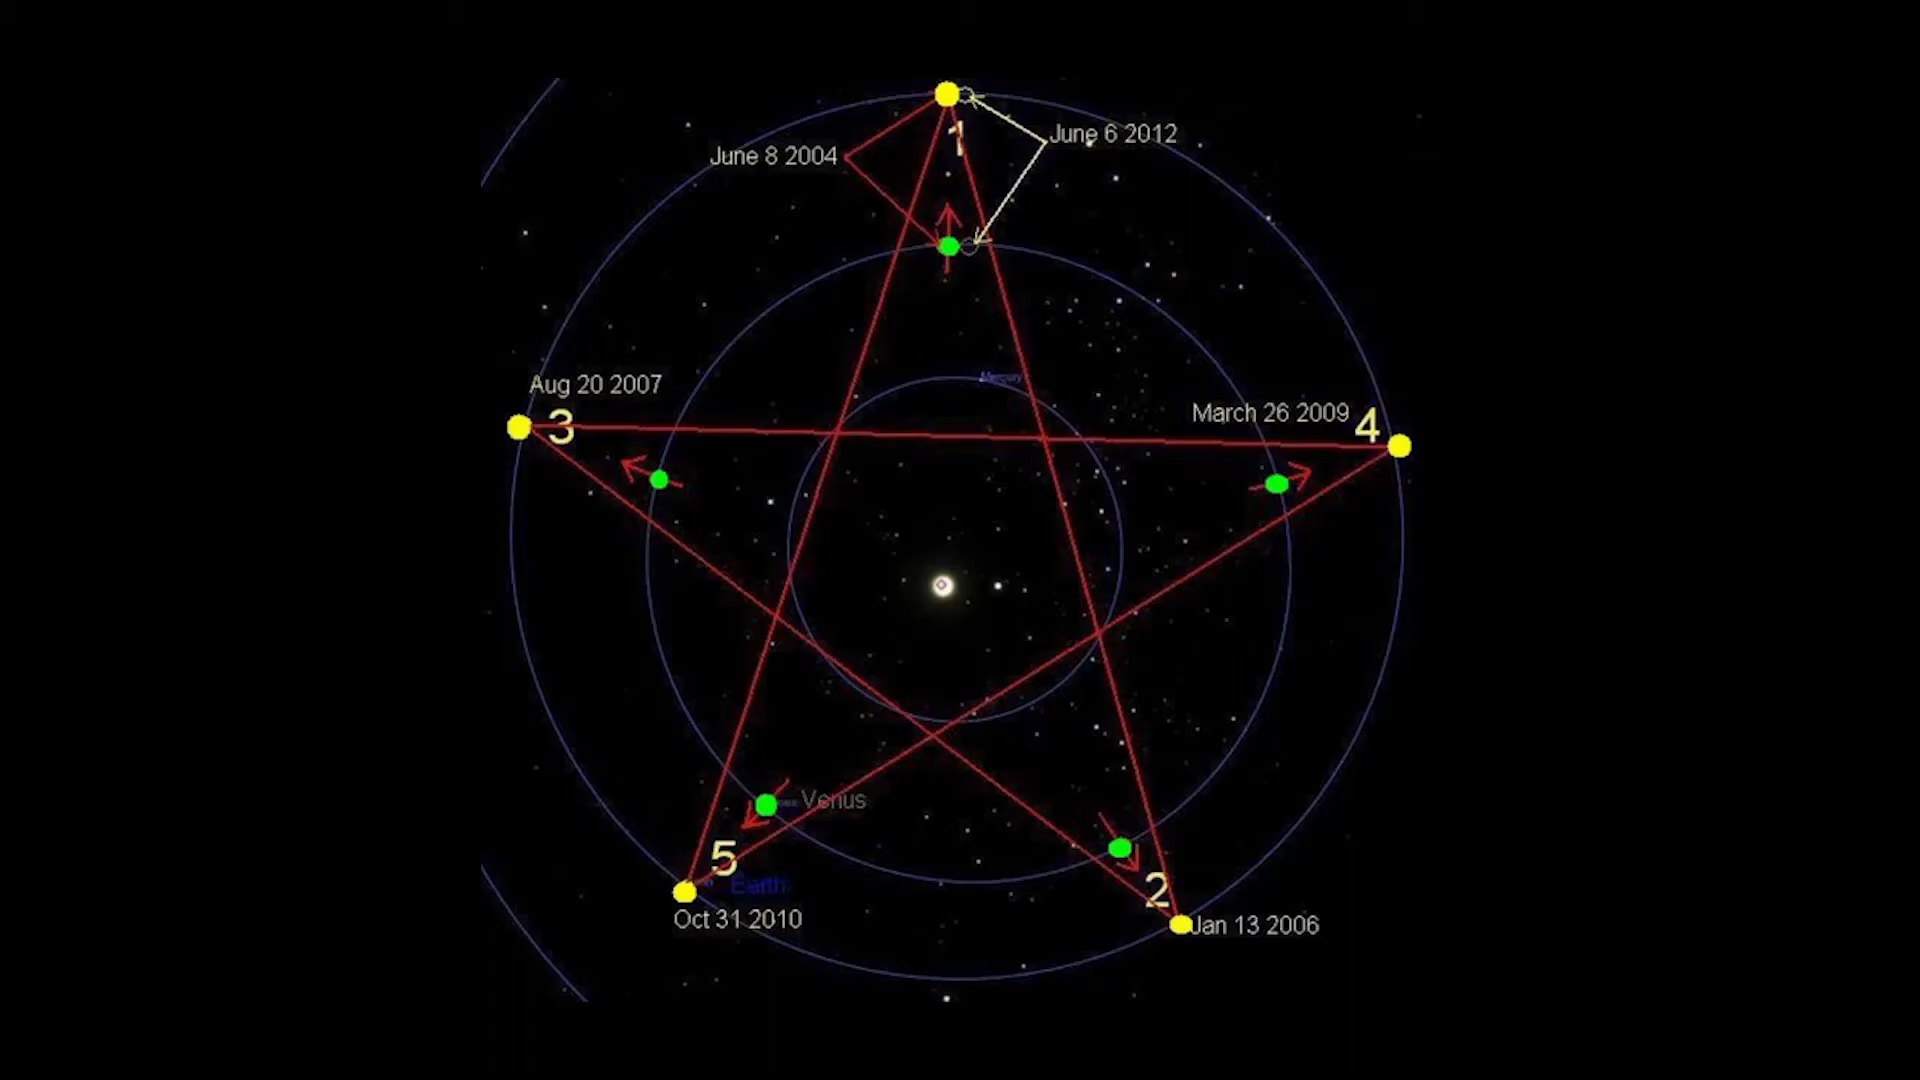 June 6 2012
1
June 8 2004
Mercury
Aug 20 2007
3
March 26 2009
4
Venus
5
Earth
2
Oct 31 2010
Jan 13 2006